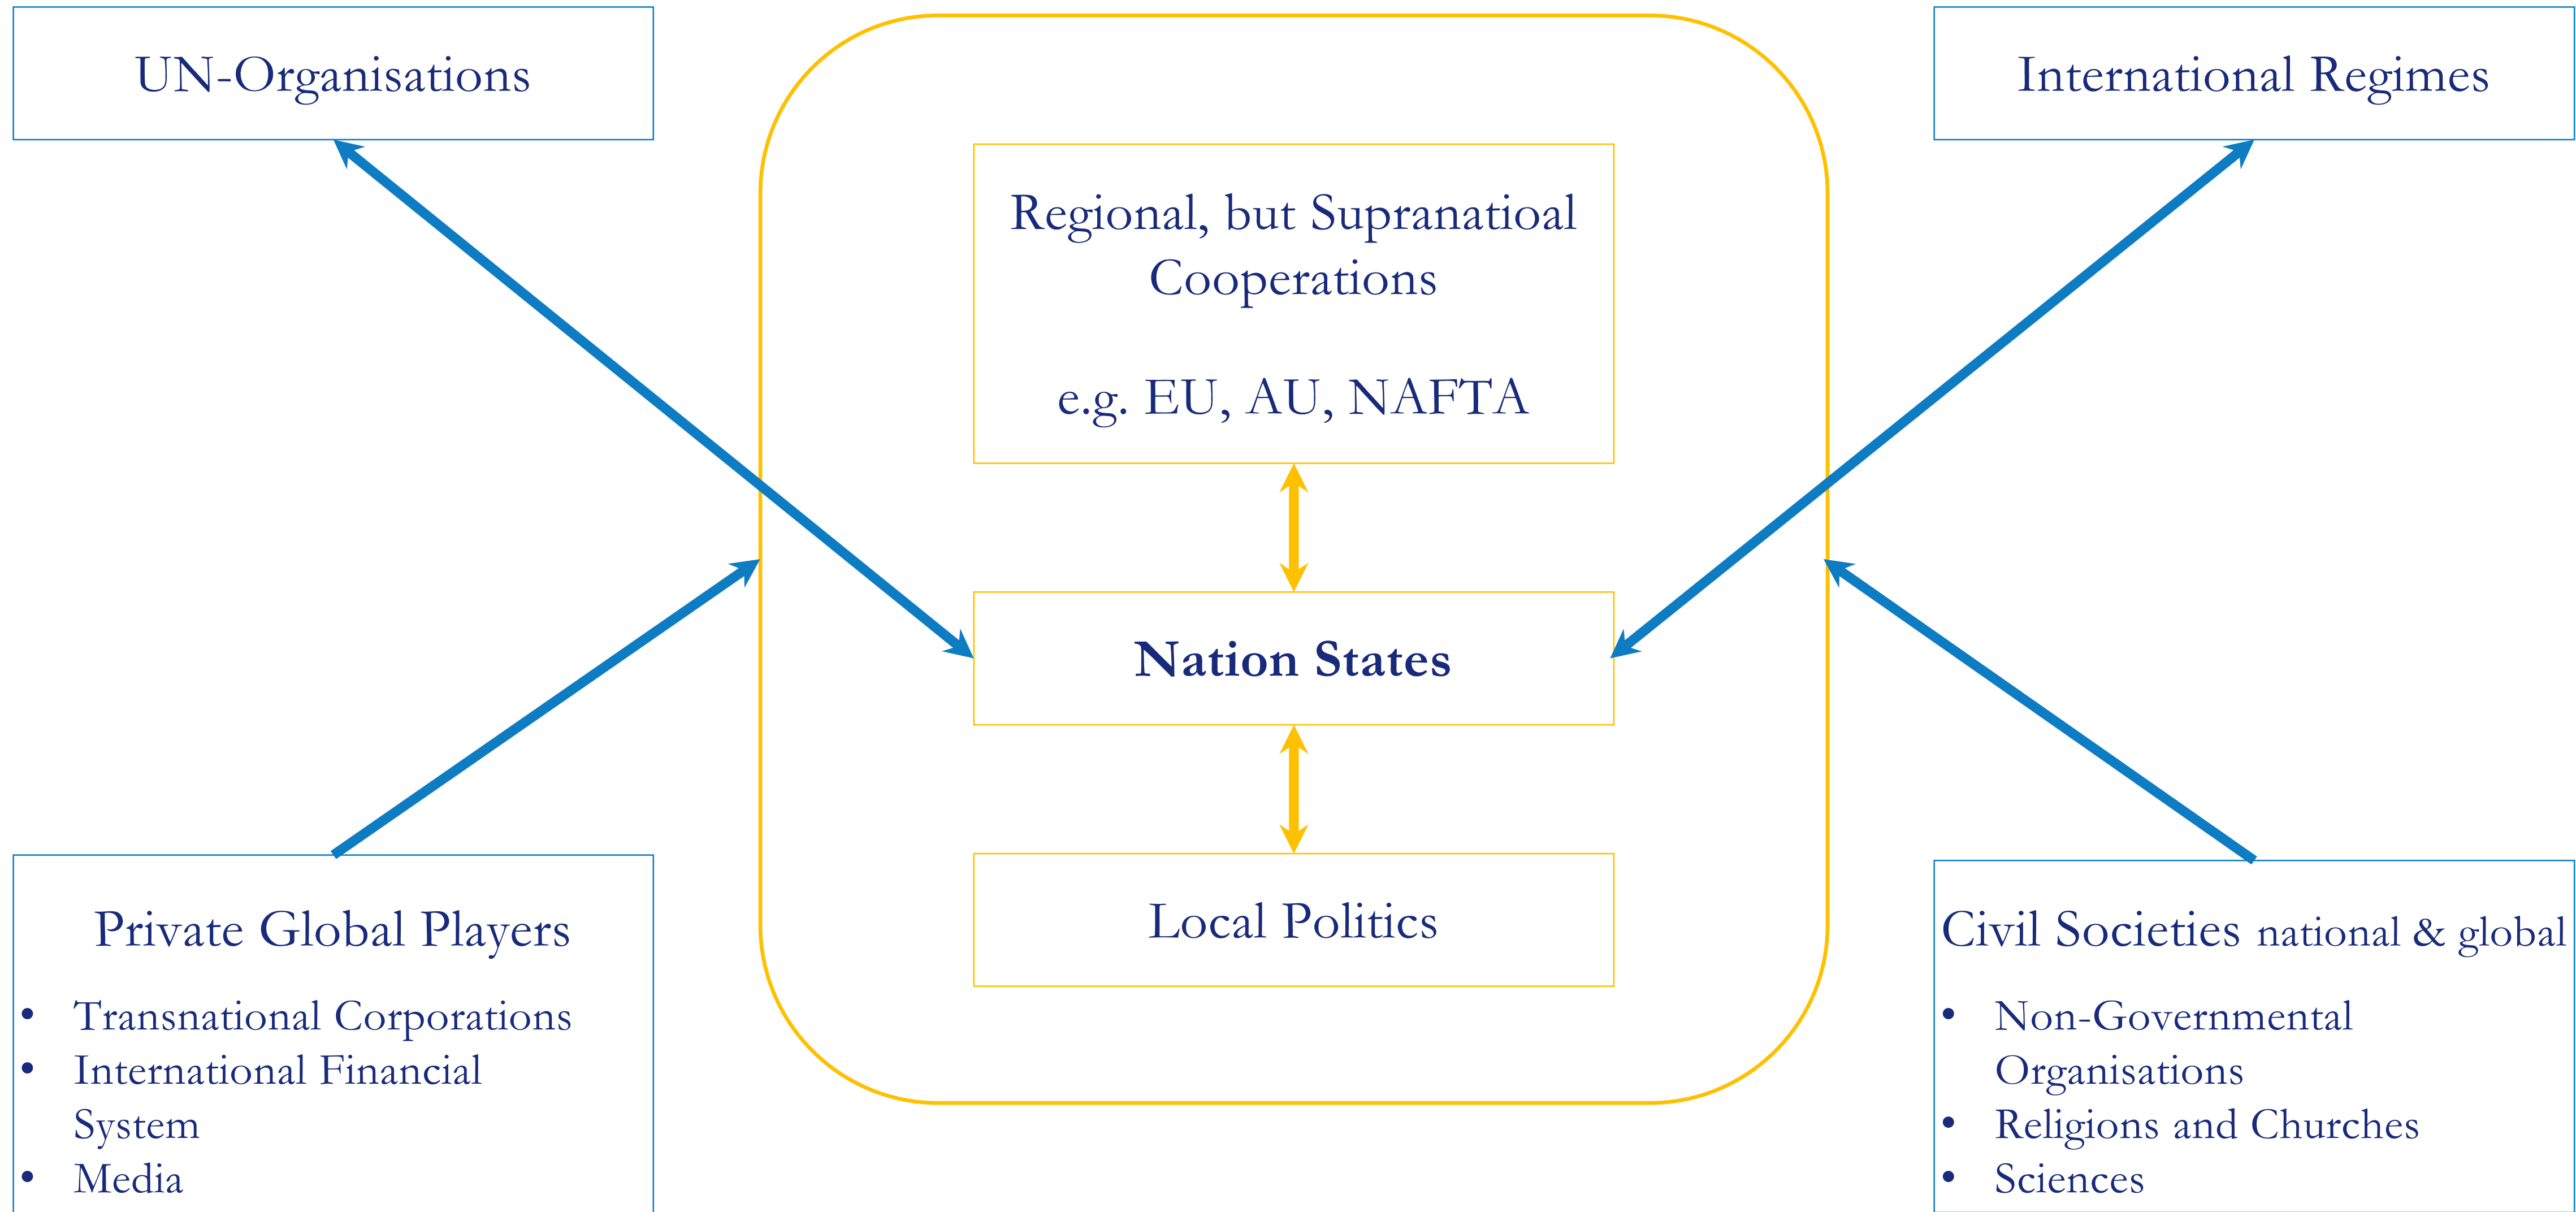 UN-Organisations
International Regimes
Regional, but Supranatioal
Cooperations
e.g. EU, AU, NAFTA
Nation States
Local Politics
Private Global Players
• Transnational Corporations
• International Financial
System
• Media
Civil Societies national & global
• Non-Governmental
Organisations
• Religions and Churches
• Sciences